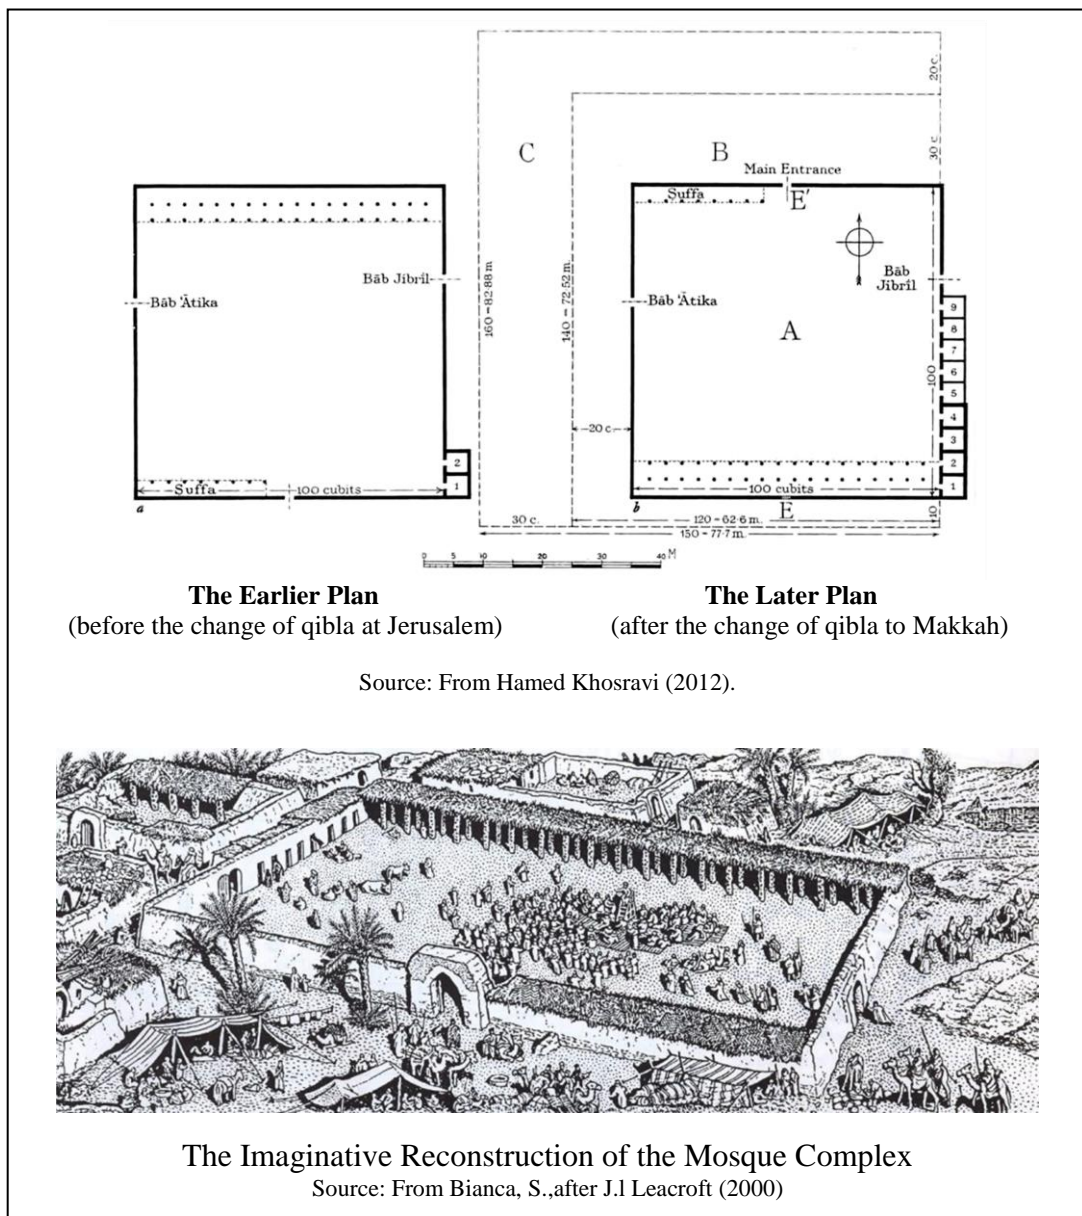 20 c.
C
B
30 c.
Main Entrance
Suffa
E'
Bāb Jibrîl
Bāb
Jibrîl
Bāb 'Ātika
160 = 82·88 m
140 = 72·52 m.
Bāb 'Ātika
A
9
8
7
6
5
4
3
2
1
100
20 c.
2
1
Suffa
100 cubits
100 cubits
a
b
E
10
30 c.
120 = 62·6 m.
150 = 77·7 m.
0 5 10 20 30 40 M
The Earlier Plan
(before the change of qibla at Jerusalem)
The Later Plan
(after the change of qibla to Makkah)
Source: From Hamed Khosravi (2012).
The Imaginative Reconstruction of the Mosque Complex
Source: From Bianca, S.,after J.l Leacroft (2000)